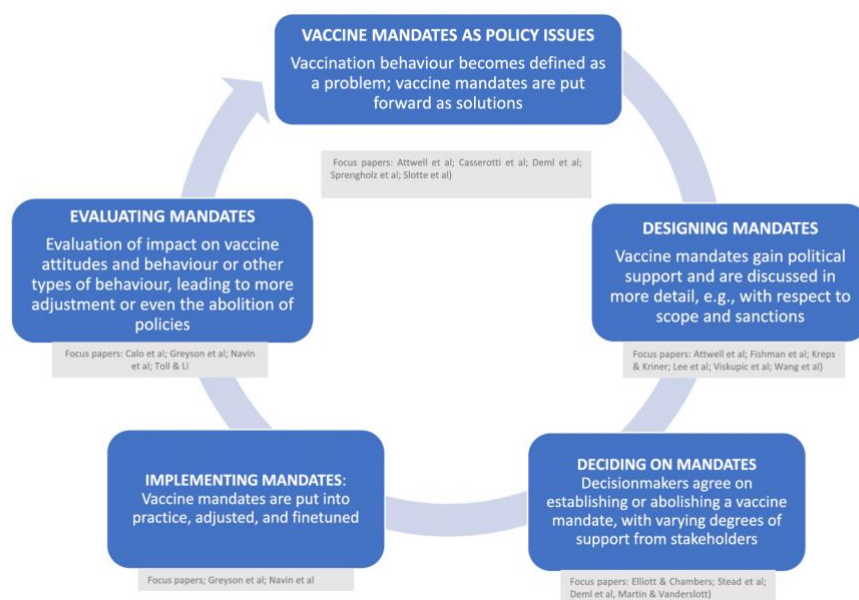 VACCINE MANDATES AS POLICY ISSUES
Vaccination behaviour becomes defined as
a problem; vaccine mandates are put
forward as solutions
Focus papers: Attwell et al; Casserotti et al; Deml et al;
Sprengholz et al; Slotte et al)
DESIGNING MANDATES
Vaccine mandates gain political
support and are discussed in
more detail, e.g., with respect to
scope and sanctions
Focus papers: Attwell et al; Fishman et al; Kreps
& Kriner; Lee et al; Viskupic et al; Wang et al)
DECIDING ON MANDATES
Decisionmakers agree on
establishing or abolishing a vaccine
mandate, with varying degrees of
support from stakeholders
Focus papers: Elliott & Chambers; Stead et al;
Deml et al, Martin & Vanderslott)
IMPLEMENTING MANDATES:
Vaccine mandates are put into
practice, adjusted, and finetuned
Focus papers; Greyson et al; Navin et al
EVALUATING MANDATES
Evaluation of impact on vaccine
attitudes and behaviour or other
types of behaviour, leading to more
adjustment or even the abolition of
policies
Focus papers: Calo et al; Greyson et al; Navin
et al; Toll & Li